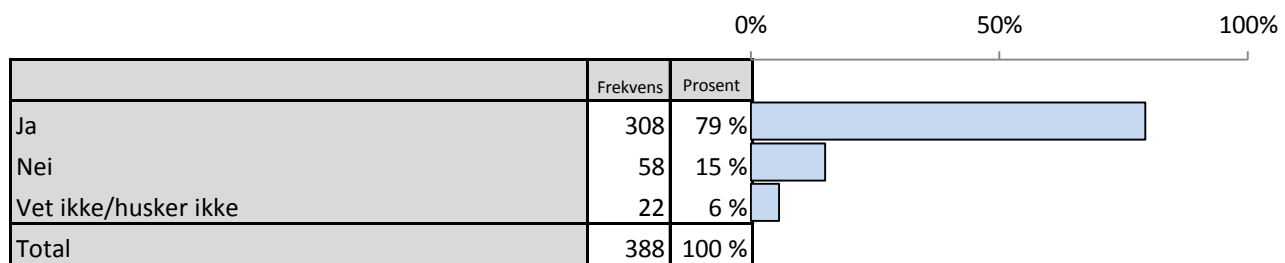 0% 50% 100%
Frekvens Prosent
Ja 308 79 %
Nei 58 15 %
Vet ikke/husker ikke 22 6 %
Total 388 100 %